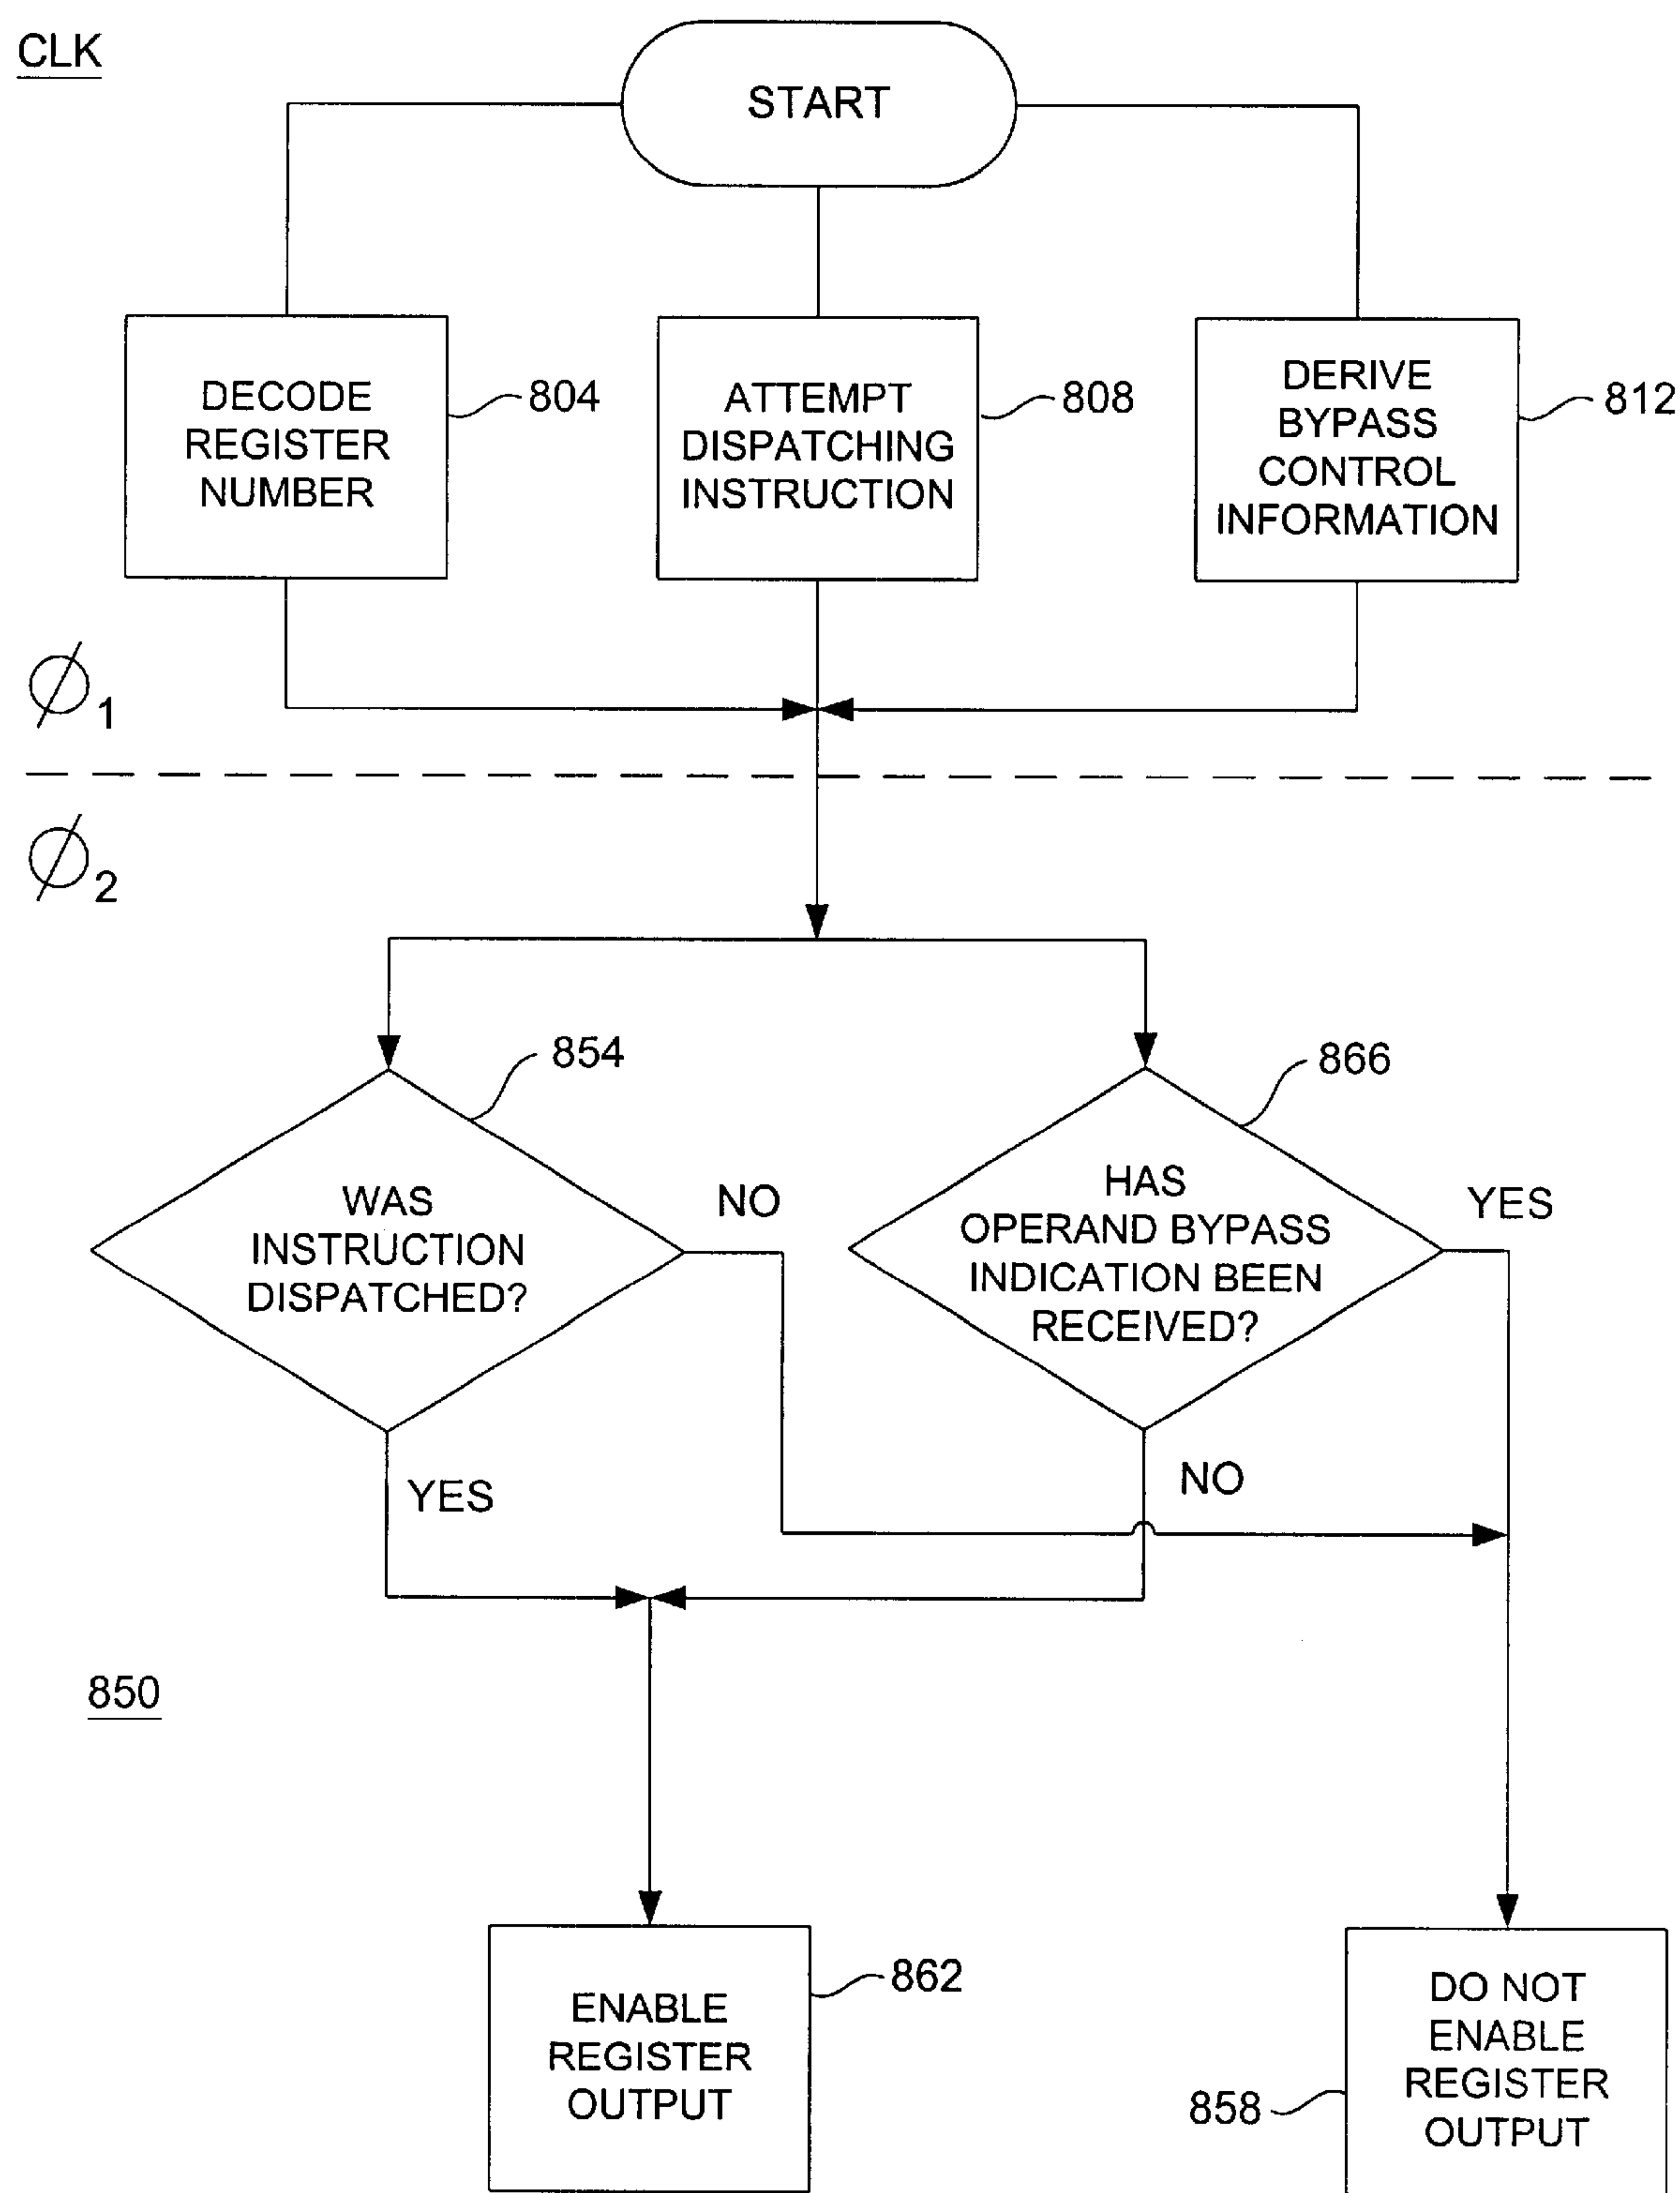 CLK
START
DECODE
REGISTER
NUMBER
804
ATTEMPT
DISPATCHING
INSTRUCTION
808
DERIVE
BYPASS
CONTROL
INFORMATION
812
∅1
∅2
854
WAS
INSTRUCTION
DISPATCHED?
NO
YES
866
HAS
OPERAND BYPASS
INDICATION BEEN
RECEIVED?
YES
NO
850
ENABLE
REGISTER
OUTPUT
862
DO NOT
ENABLE
REGISTER
OUTPUT
858